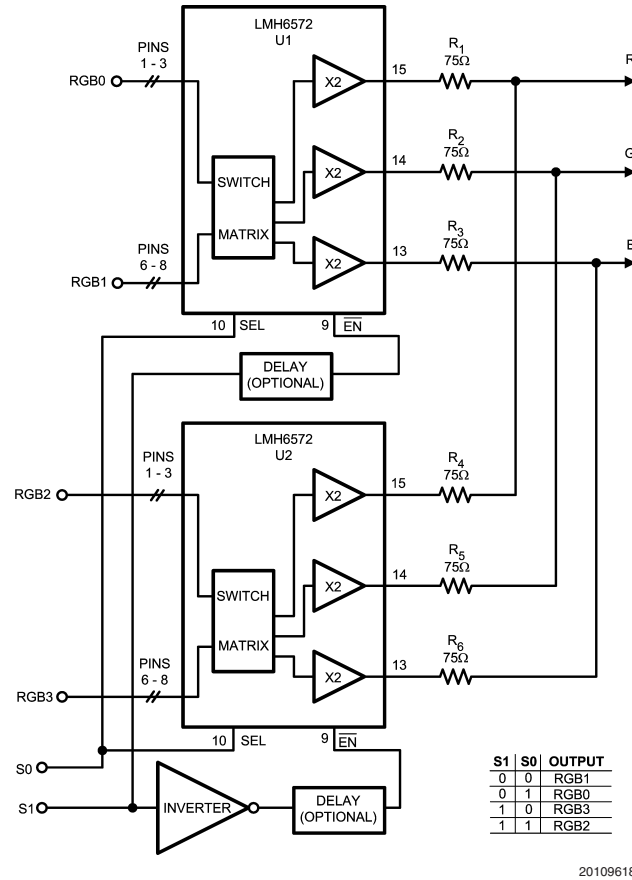 LMH6572
U1
PINS
1 - 3
RGB0
X2
15
R1
75Ω
R
X2
14
R2
75Ω
G
SWITCH
MATRIX
PINS
6 - 8
RGB1
X2
13
R3
75Ω
10 SEL
9 EN
DELAY
(OPTIONAL)
LMH6572
U2
PINS
1 - 3
RGB2
X2
15
R4
75Ω
X2
14
R5
75Ω
SWITCH
MATRIX
PINS
6 - 8
RGB3
X2
13
R6
75Ω
10 SEL
9 EN
S0
S1
INVERTER
DELAY
(OPTIONAL)
S1 S0 OUTPUT
0 0 RGB1
0 1 RGB0
1 0 RGB3
1 1 RGB2
20109618